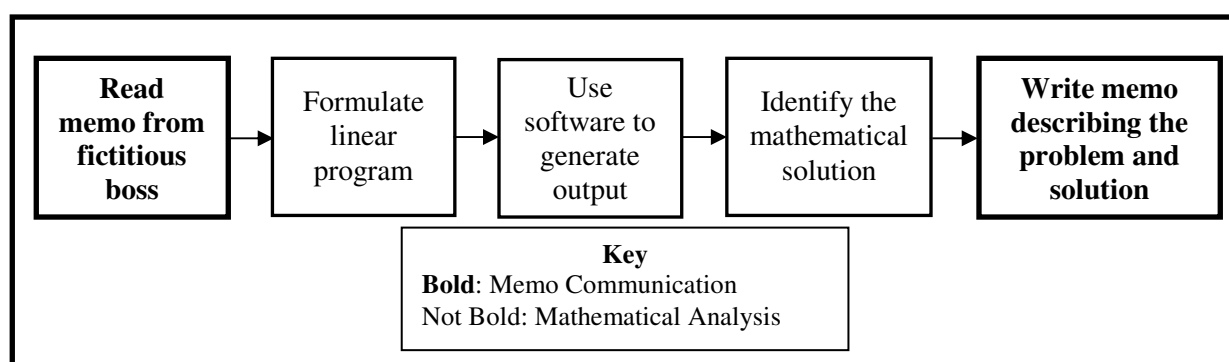 Read
memo from
fictitious
boss
Formulate
linear
program
Use
software to
generate
output
Identify the
mathematical
solution
Write memo
describing the
problem and
solution
Key
Bold: Memo Communication
Not Bold: Mathematical Analysis